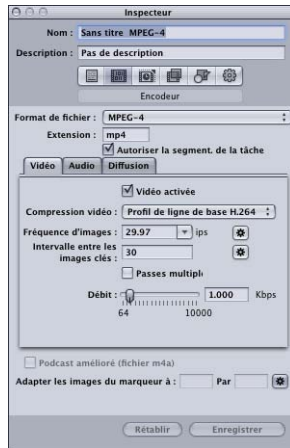 Inspecteur
Nom : Sans titre MPEG-4
Description : Pas de description
Encodeur
Format de fichier : MPEG-4
Extension : mp4
Autoriser la segment. de la tâche
Vidéo Audio Diffusion
Vidéo activée
Compression vidéo : Profil de ligne de base H.264
Fréquence d'images : 29.97 ips
Intervalle entre les images clés : 30
Passes multipl
Débit : 1.000 Kbps
64 10000
Podcast amélioré (fichier m4a)
Adapter les images du marqueur à : Par
Rétablir Enregistrer